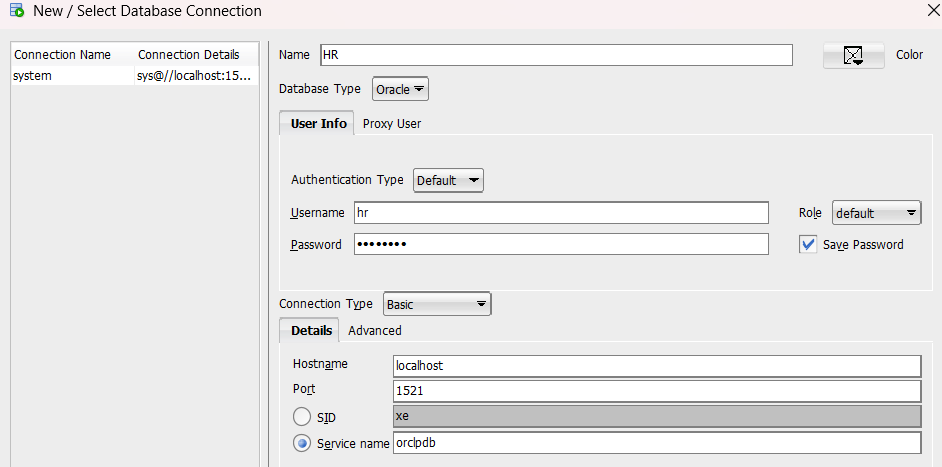 New / Select Database Connection
Connection Name Connection Details
system sys@//localhost:15...
Name HR Color
Database Type Oracle
User Info Proxy User
Authentication Type Default
Username hr Role default
Password •••••••• Save Password
Connection Type Basic
Details Advanced
Hostname localhost
Port 1521
SID xe
Service name orclpdb